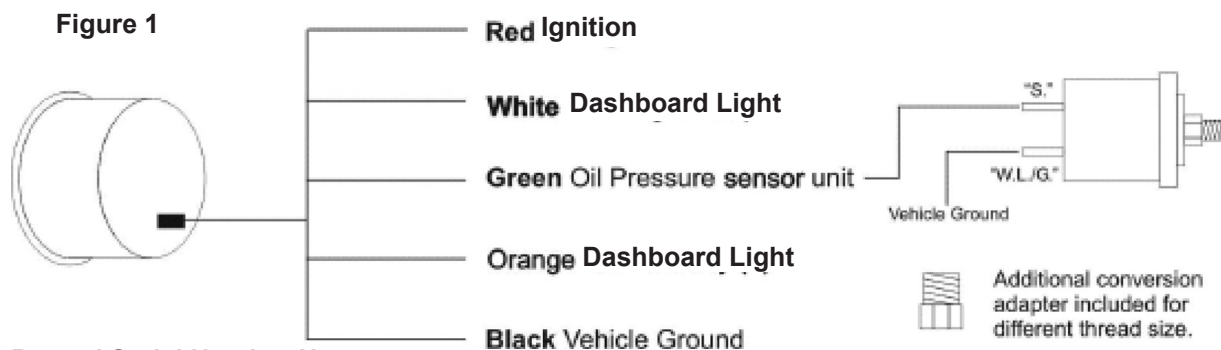 Figure 1
Red Ignition
White Dashboard Light
Green Oil Pressure sensor unit
Orange Dashboard Light
Black Vehicle Ground
"S."
"W.L./G."
Vehicle Ground
Additional conversion
adapter included for
different thread size.